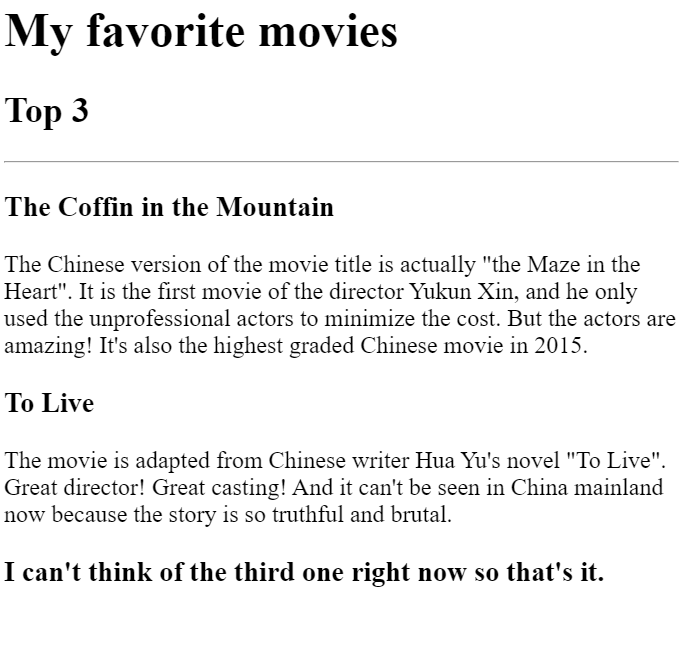 My favorite movies
Top 3
The Coffin in the Mountain
The Chinese version of the movie title is actually "the Maze in the
Heart". It is the first movie of the director Yukun Xin, and he only
used the unprofessional actors to minimize the cost. But the actors are
amazing! It's also the highest graded Chinese movie in 2015.
To Live
The movie is adapted from Chinese writer Hua Yu's novel "To Live".
Great director! Great casting! And it can't be seen in China mainland
now because the story is so truthful and brutal.
I can't think of the third one right now so that's it.